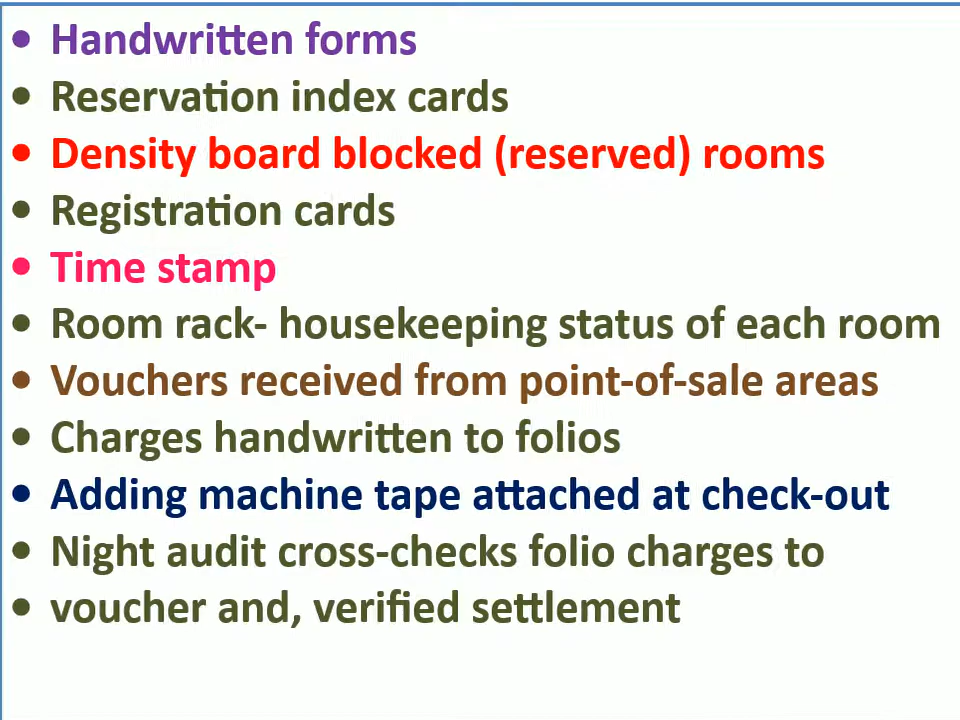 • Handwritten forms
• Reservation index cards
• Density board blocked (reserved) rooms
• Registration cards
• Time stamp
• Room rack- housekeeping status of each room
• Vouchers received from point-of-sale areas
• Charges handwritten to folios
• Adding machine tape attached at check-out
• Night audit cross-checks folio charges to
• voucher and, verified settlement